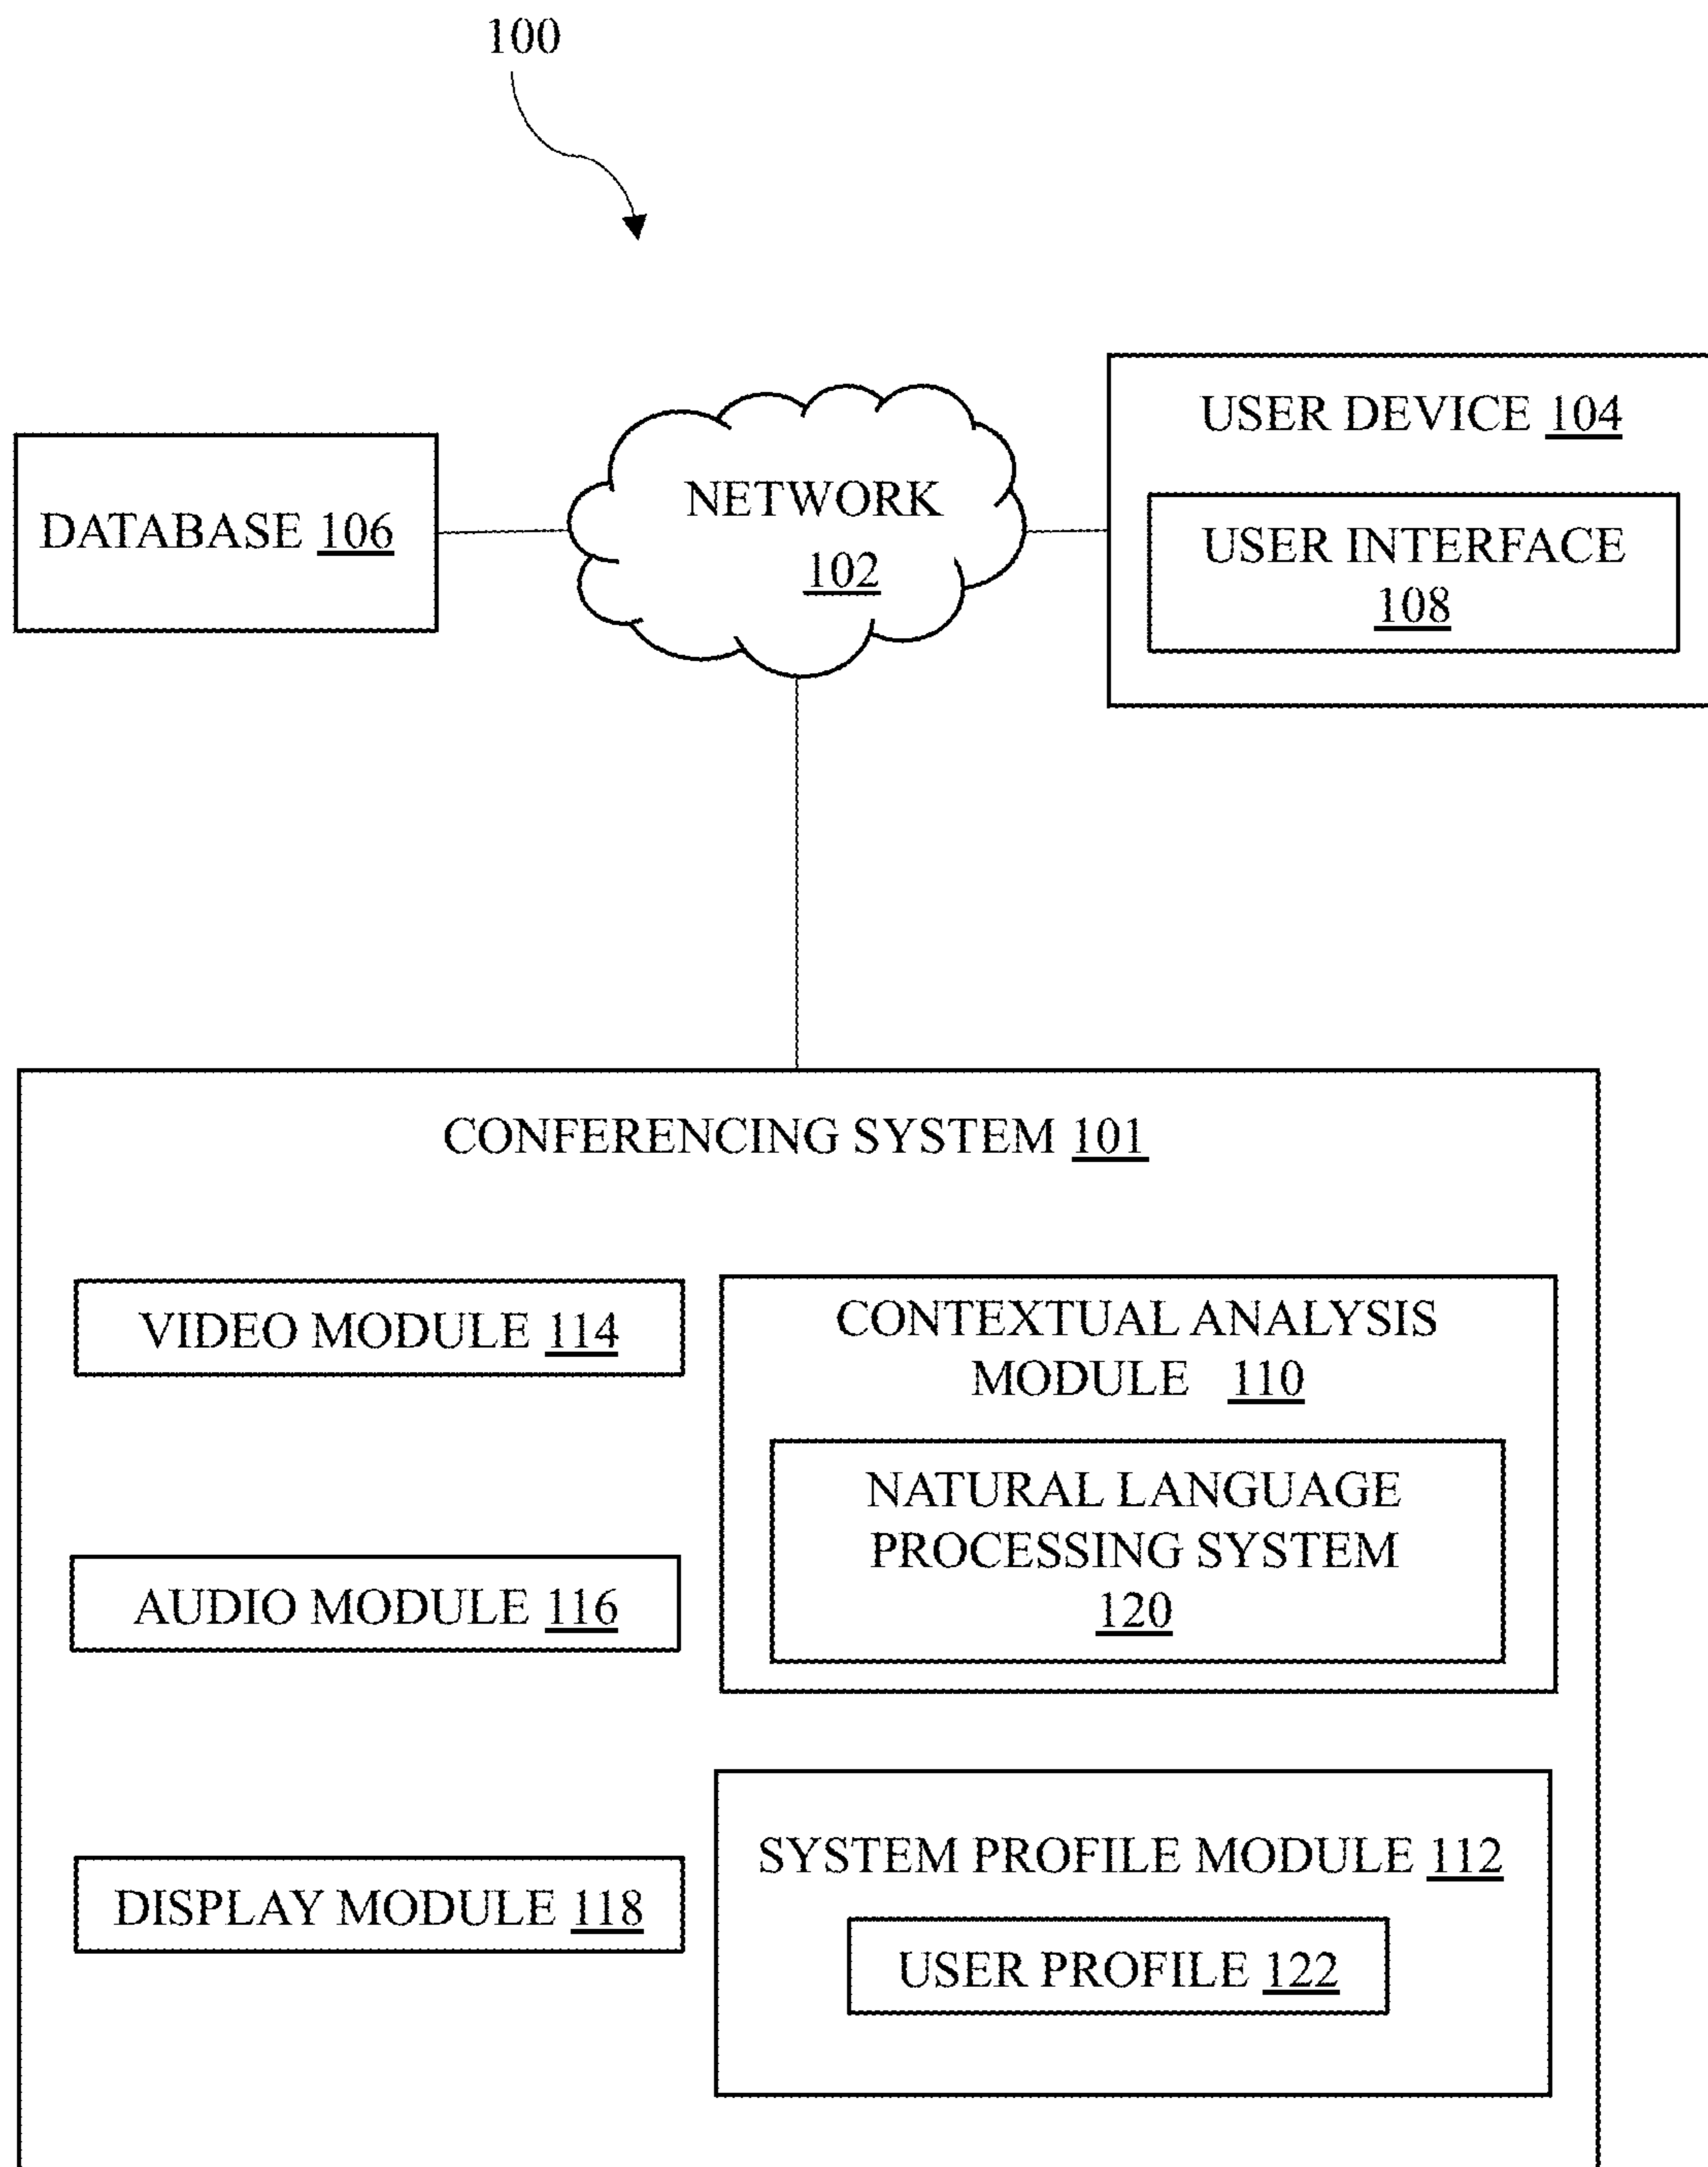 100
DATABASE 106
NETWORK
102
USER DEVICE 104
USER INTERFACE
108
CONFERENCING SYSTEM 101
VIDEO MODULE 114
AUDIO MODULE 116
DISPLAY MODULE 118
CONTEXTUAL ANALYSIS
MODULE 110
NATURAL LANGUAGE
PROCESSING SYSTEM
120
SYSTEM PROFILE MODULE 112
USER PROFILE 122